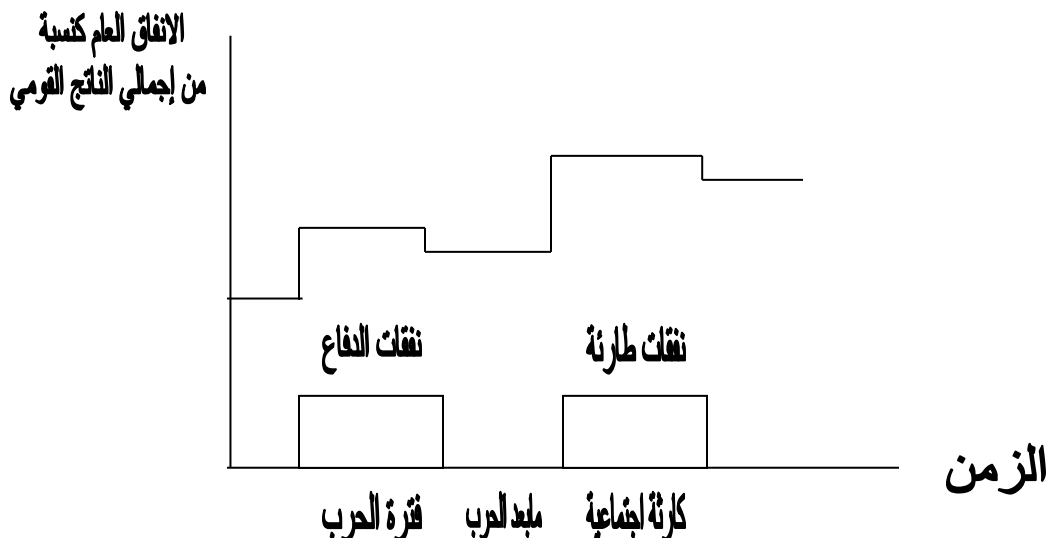 الانفاق العام كنسبة
من إجمالي الناتج القومي
نفقات الدفاع
نفقات طارئة
الزمن
فترة الحرب
مابعد الحرب
كارثة اجتماعية